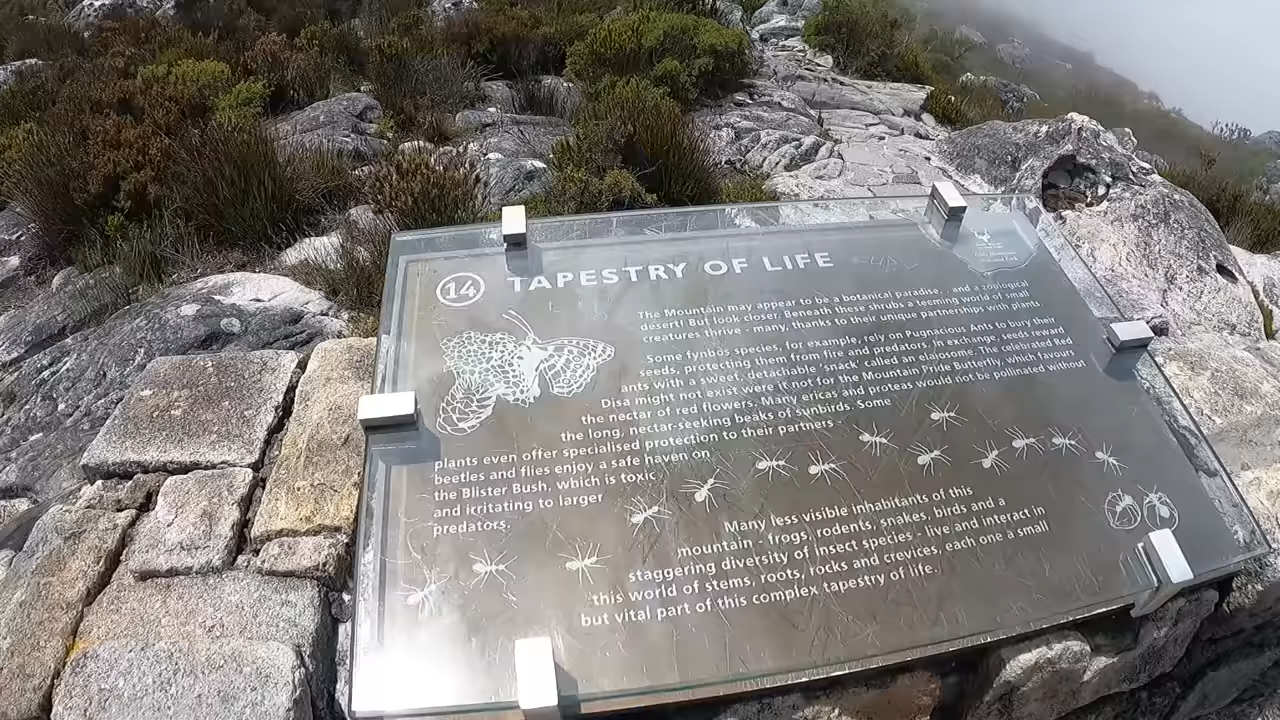 14
TAPESTRY OF LIFE
The Mountain may appear to be a botanical paradise, and a zoological
desert! But look closer. Beneath these shrubs a teeming world of small
creatures thrive - many, thanks to their unique partnerships with plants.
Some fynbos species, for example, rely on Pugnacious Ants to bury their
seeds, protecting them from fire and predators. In exchange, seeds reward
ants with a sweet, detachable 'snack' called an elaiosome. The celebrated Red
Disa might not exist were it not for the Mountain Pride Butterfly, which favours
the nectar of red flowers. Many ericas and proteas would not be pollinated without
the long, nectar-seeking beaks of sunbirds. Some
plants even offer specialised protection to their partners -
beetles and flies enjoy a safe haven on
the Blister Bush, which is toxic
and irritating to larger
predators.
Many less visible inhabitants of this
mountain - frogs, rodents, snakes, birds and a
staggering diversity of insect species - live and interact in
this world of stems, roots, rocks and crevices, each one a small
but vital part of this complex tapestry of life.